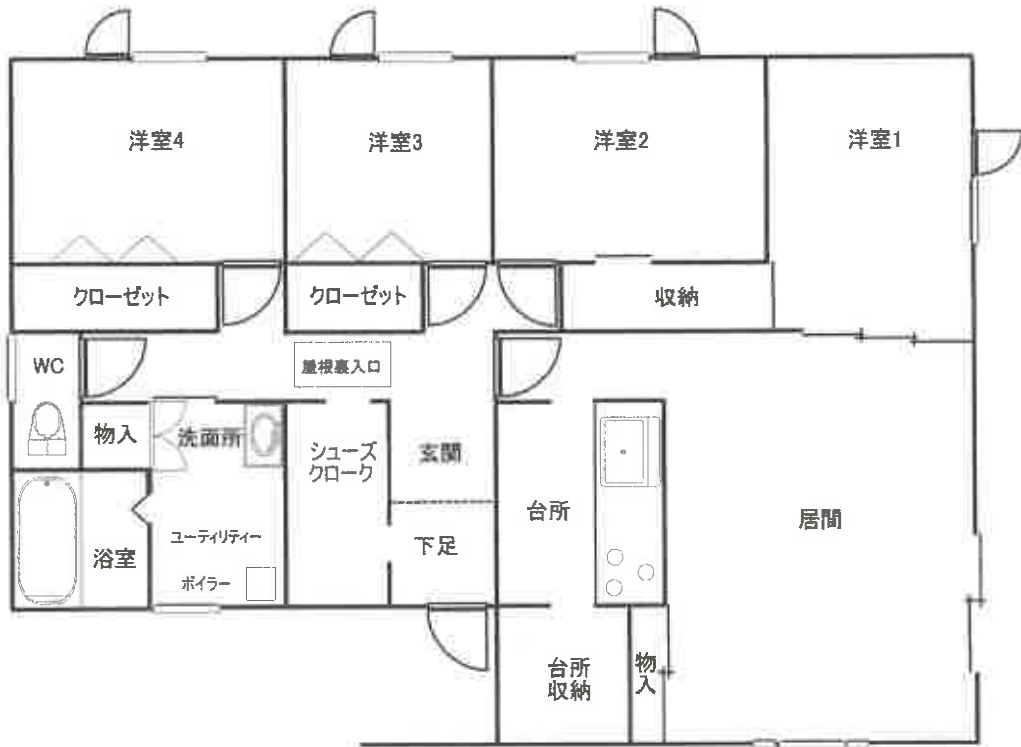 洋室4
洋室3
洋室2
洋室1
クローゼット
クローゼット
収納
WC
屋根裏入口
物入
洗面所
シューズ
クローク
玄関
台所
居間
ユーティリティー
下足
浴室
ボイラー
台所
収納
物入